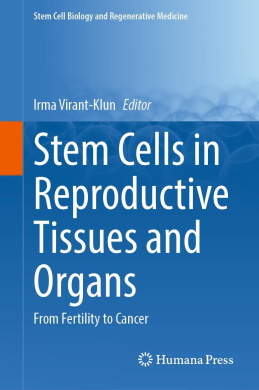 Stem Cell Biology and Regenerative Medicine
Irma Virant-Klun Editor
Stem Cells in
Reproductive
Tissues and
Organs
From Fertility to Cancer
Humana Press